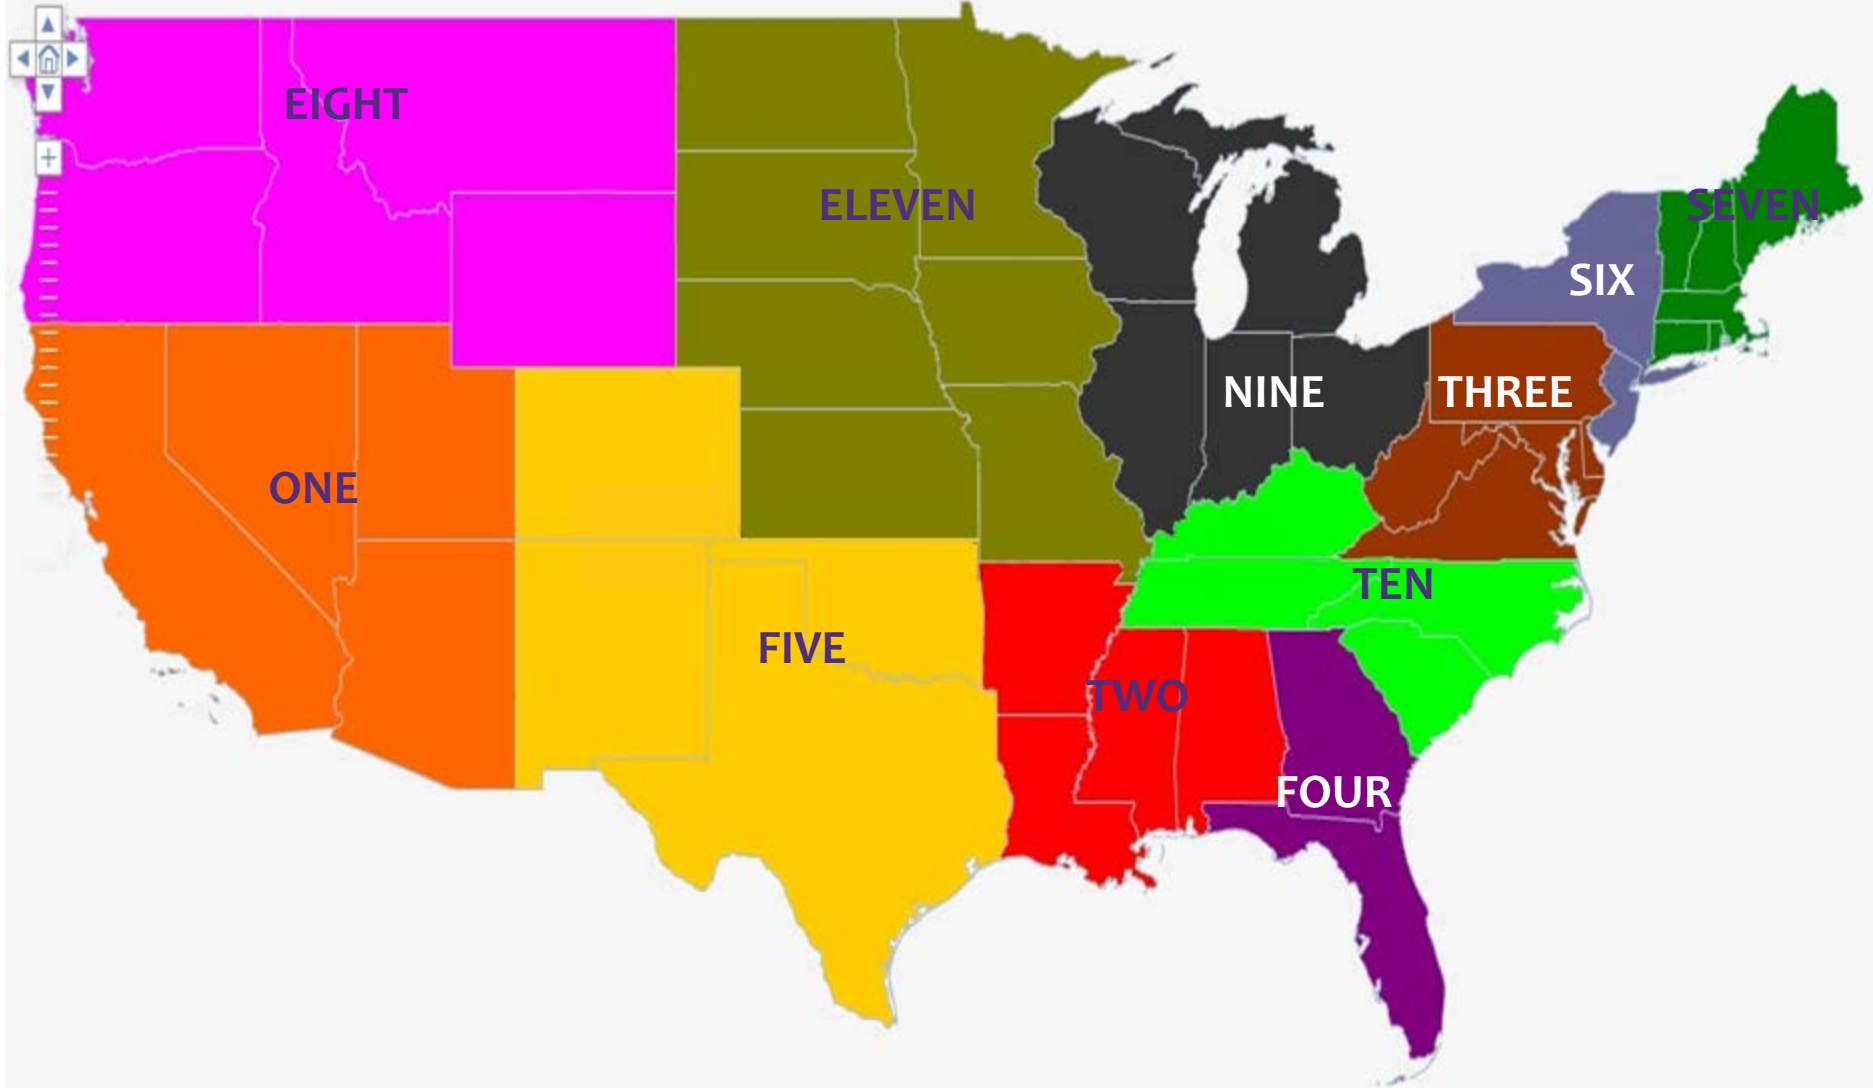 EIGHT
ELEVEN
SEVEN
SIX
NINE
THREE
ONE
TEN
FIVE
TWO
FOUR